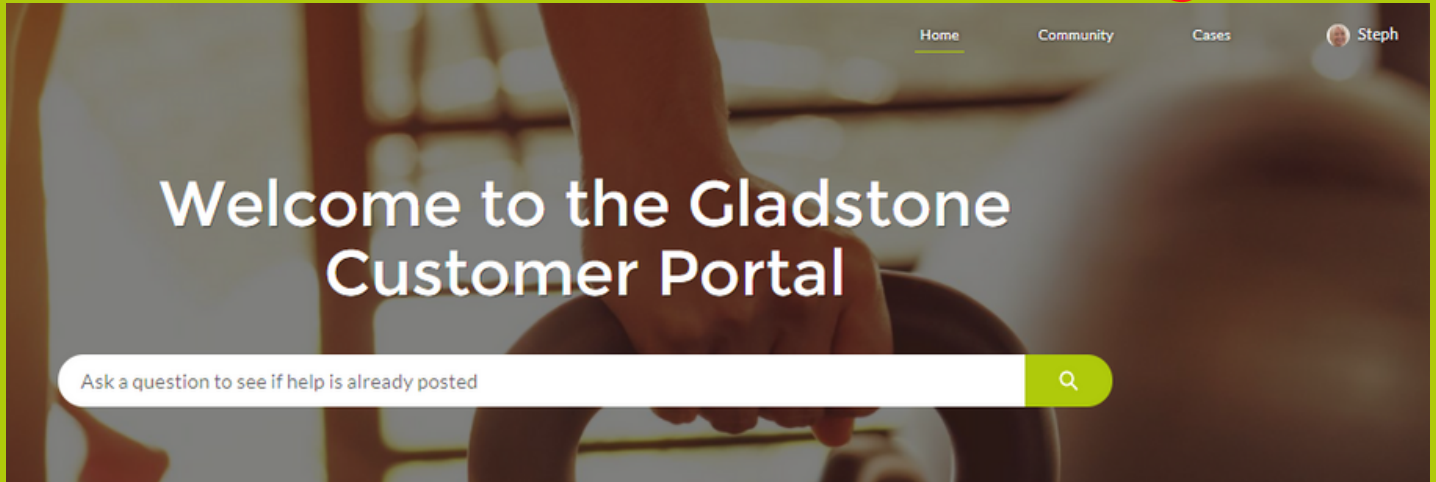 Home Community Cases Steph
Welcome to the Gladstone
Customer Portal
Ask a question to see if help is already posted